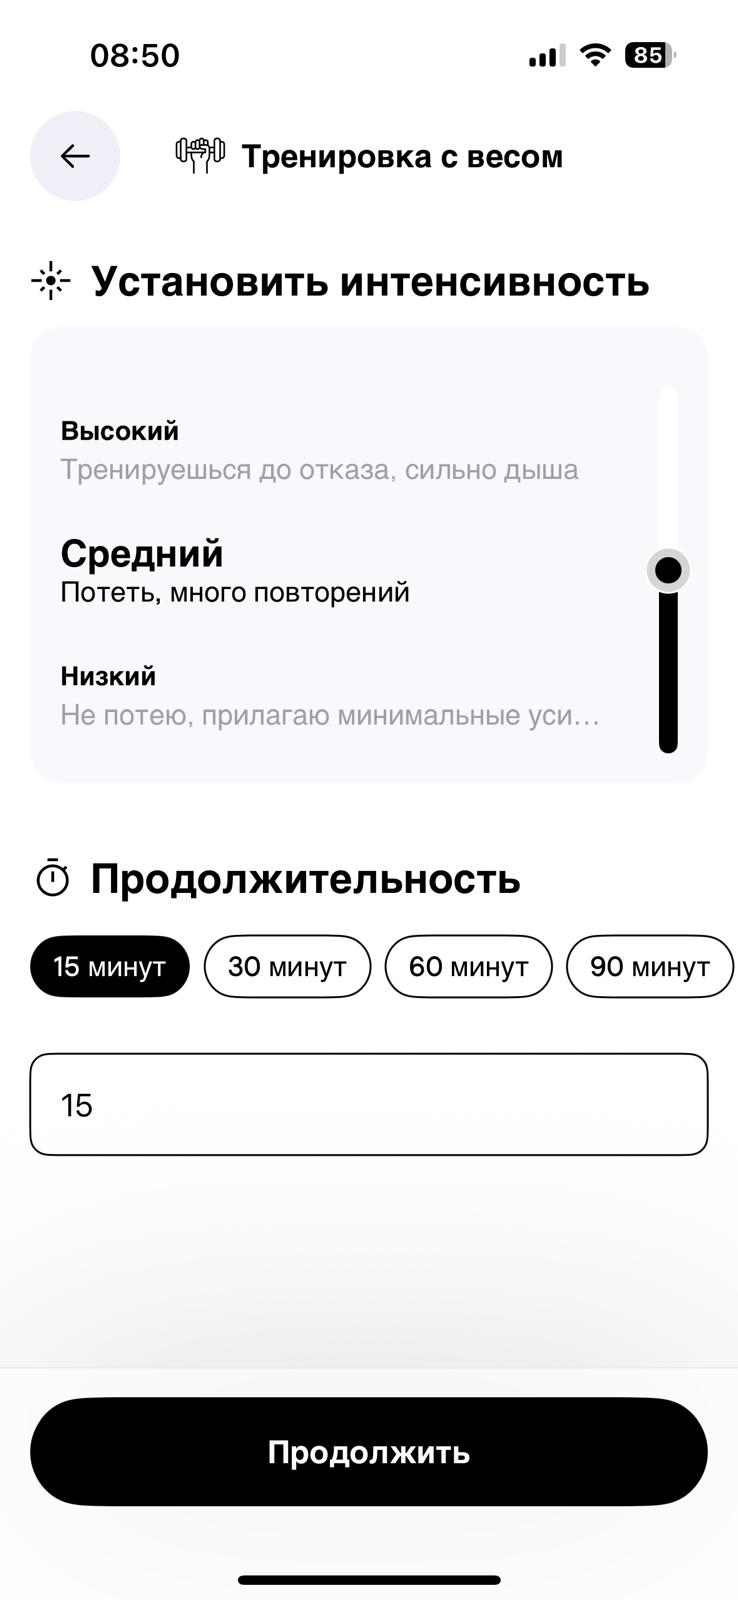 08:50
85
Тренировка с весом
Установить интенсивность
Высокий
Тренируешься до отказа, сильно дыша
Средний
Потеть, много повторений
Низкий
Не потею, прилагаю минимальные уси...
Продолжительность
15 минут 30 минут 60 минут 90 минут
15
Продолжить